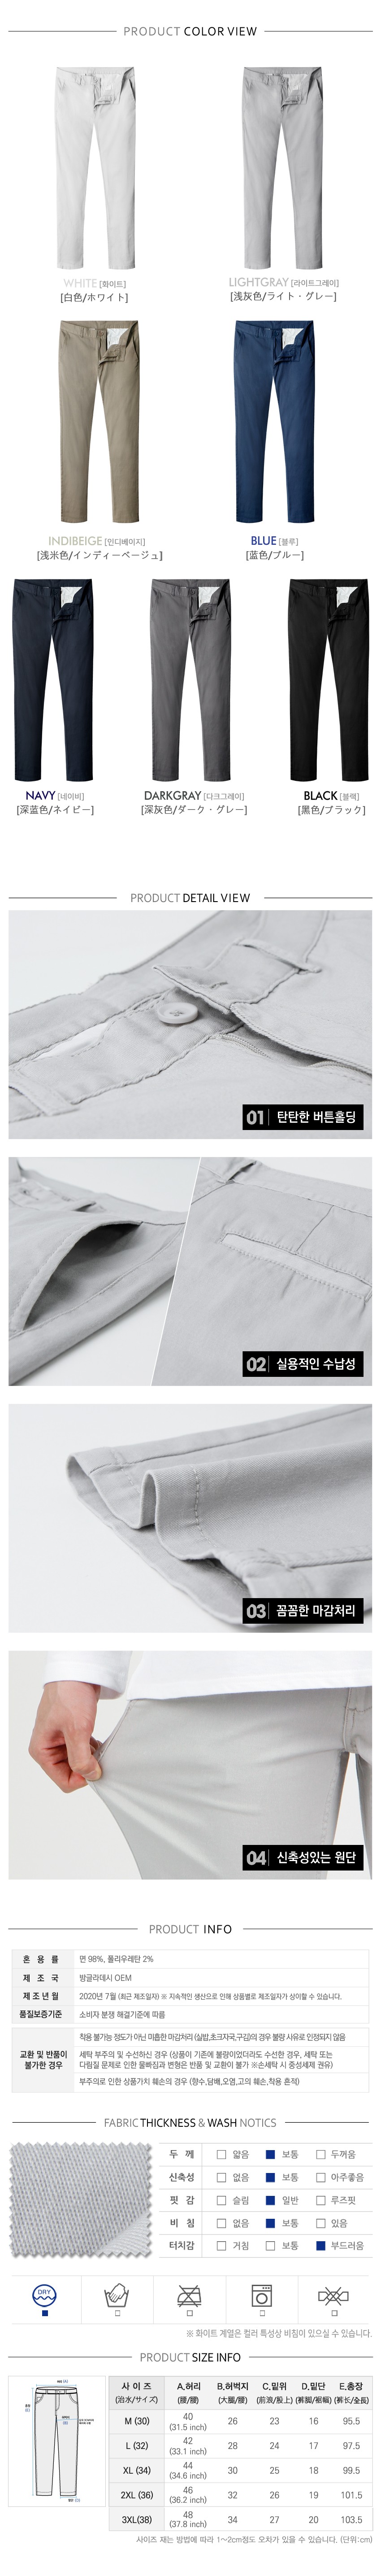 PRODUCT COLOR VIEW
WHITE [화이트]
[白色/ホワイト]
LIGHTGRAY [라이트그레이]
[浅灰色/ライト・グレー]
INDIBEIGE [인디베이지]
[浅米色/インディーベージュ]
BLUE [블루]
[蓝色/ブルー]
NAVY [네이비]
[深蓝色/ネイビー]
DARKGRAY [다크그레이]
[深灰色/ダーク・グレー]
BLACK [블랙]
[黑色/ブラック]
PRODUCT DETAIL VIEW
01 탄탄한 버튼홀딩
02 실용적인 수납성
03 꼼꼼한 마감처리
04 신축성있는 원단
PRODUCT INFO
혼 용 률 면 98%, 폴리우레탄 2%
제 조 국 방글라데시 OEM
제 조 년 월 2020년 7월 (최근 제조일자) ※ 지속적인 생산으로 인해 상품별로 제조일자가 상이할 수 있습니다.
품질보증기준 소비자 분쟁 해결기준에 따름
교환 및 반품이
불가한 경우
착용 불가능 정도가 아닌 미흡한 마감처리 (실밥,초크자국,구김)의 경우 불량 사유로 인정되지 않음
세탁 부주의 및 수선하신 경우 (상품이 기존에 불량이었더라도 수선한 경우, 세탁 또는
다림질 문제로 인한 물빠짐과 변형은 반품 및 교환이 불가 ※손세탁 시 중성세제 권유)
부주의로 인한 상품가치 훼손의 경우 (향수,담배,오염,고의 훼손,착용 흔적)
FABRIC THICKNESS & WASH NOTICS
두 께 얇음 보통 두꺼움
신축성 없음 보통 아주좋음
핏 감 슬림 일반 루즈핏
비 침 없음 보통 있음
터치감 거침 보통 부드러움
DRY
※ 화이트 계열은 컬러 특성상 비침이 있으실 수 있습니다.
PRODUCT SIZE INFO
사 이 즈 A.허리 B.허벅지 C.밑위 D.밑단 E.총장
(腰/腰) (大腿/腿) (前浪/股上) (裤脚/裾幅) (裤长/全長)
M (30) 40 (31.5 inch) 26 23 16 95.5
L (32) 42 (33.1 inch) 28 24 17 97.5
XL (34) 44 (34.6 inch) 30 25 18 99.5
2XL (36) 46 (36.2 inch) 32 26 19 101.5
3XL(38) 48 (37.8 inch) 34 27 20 103.5
사이즈 재는 방법에 따라 1~2cm정도 오차가 있을 수 있습니다. (단위:cm)